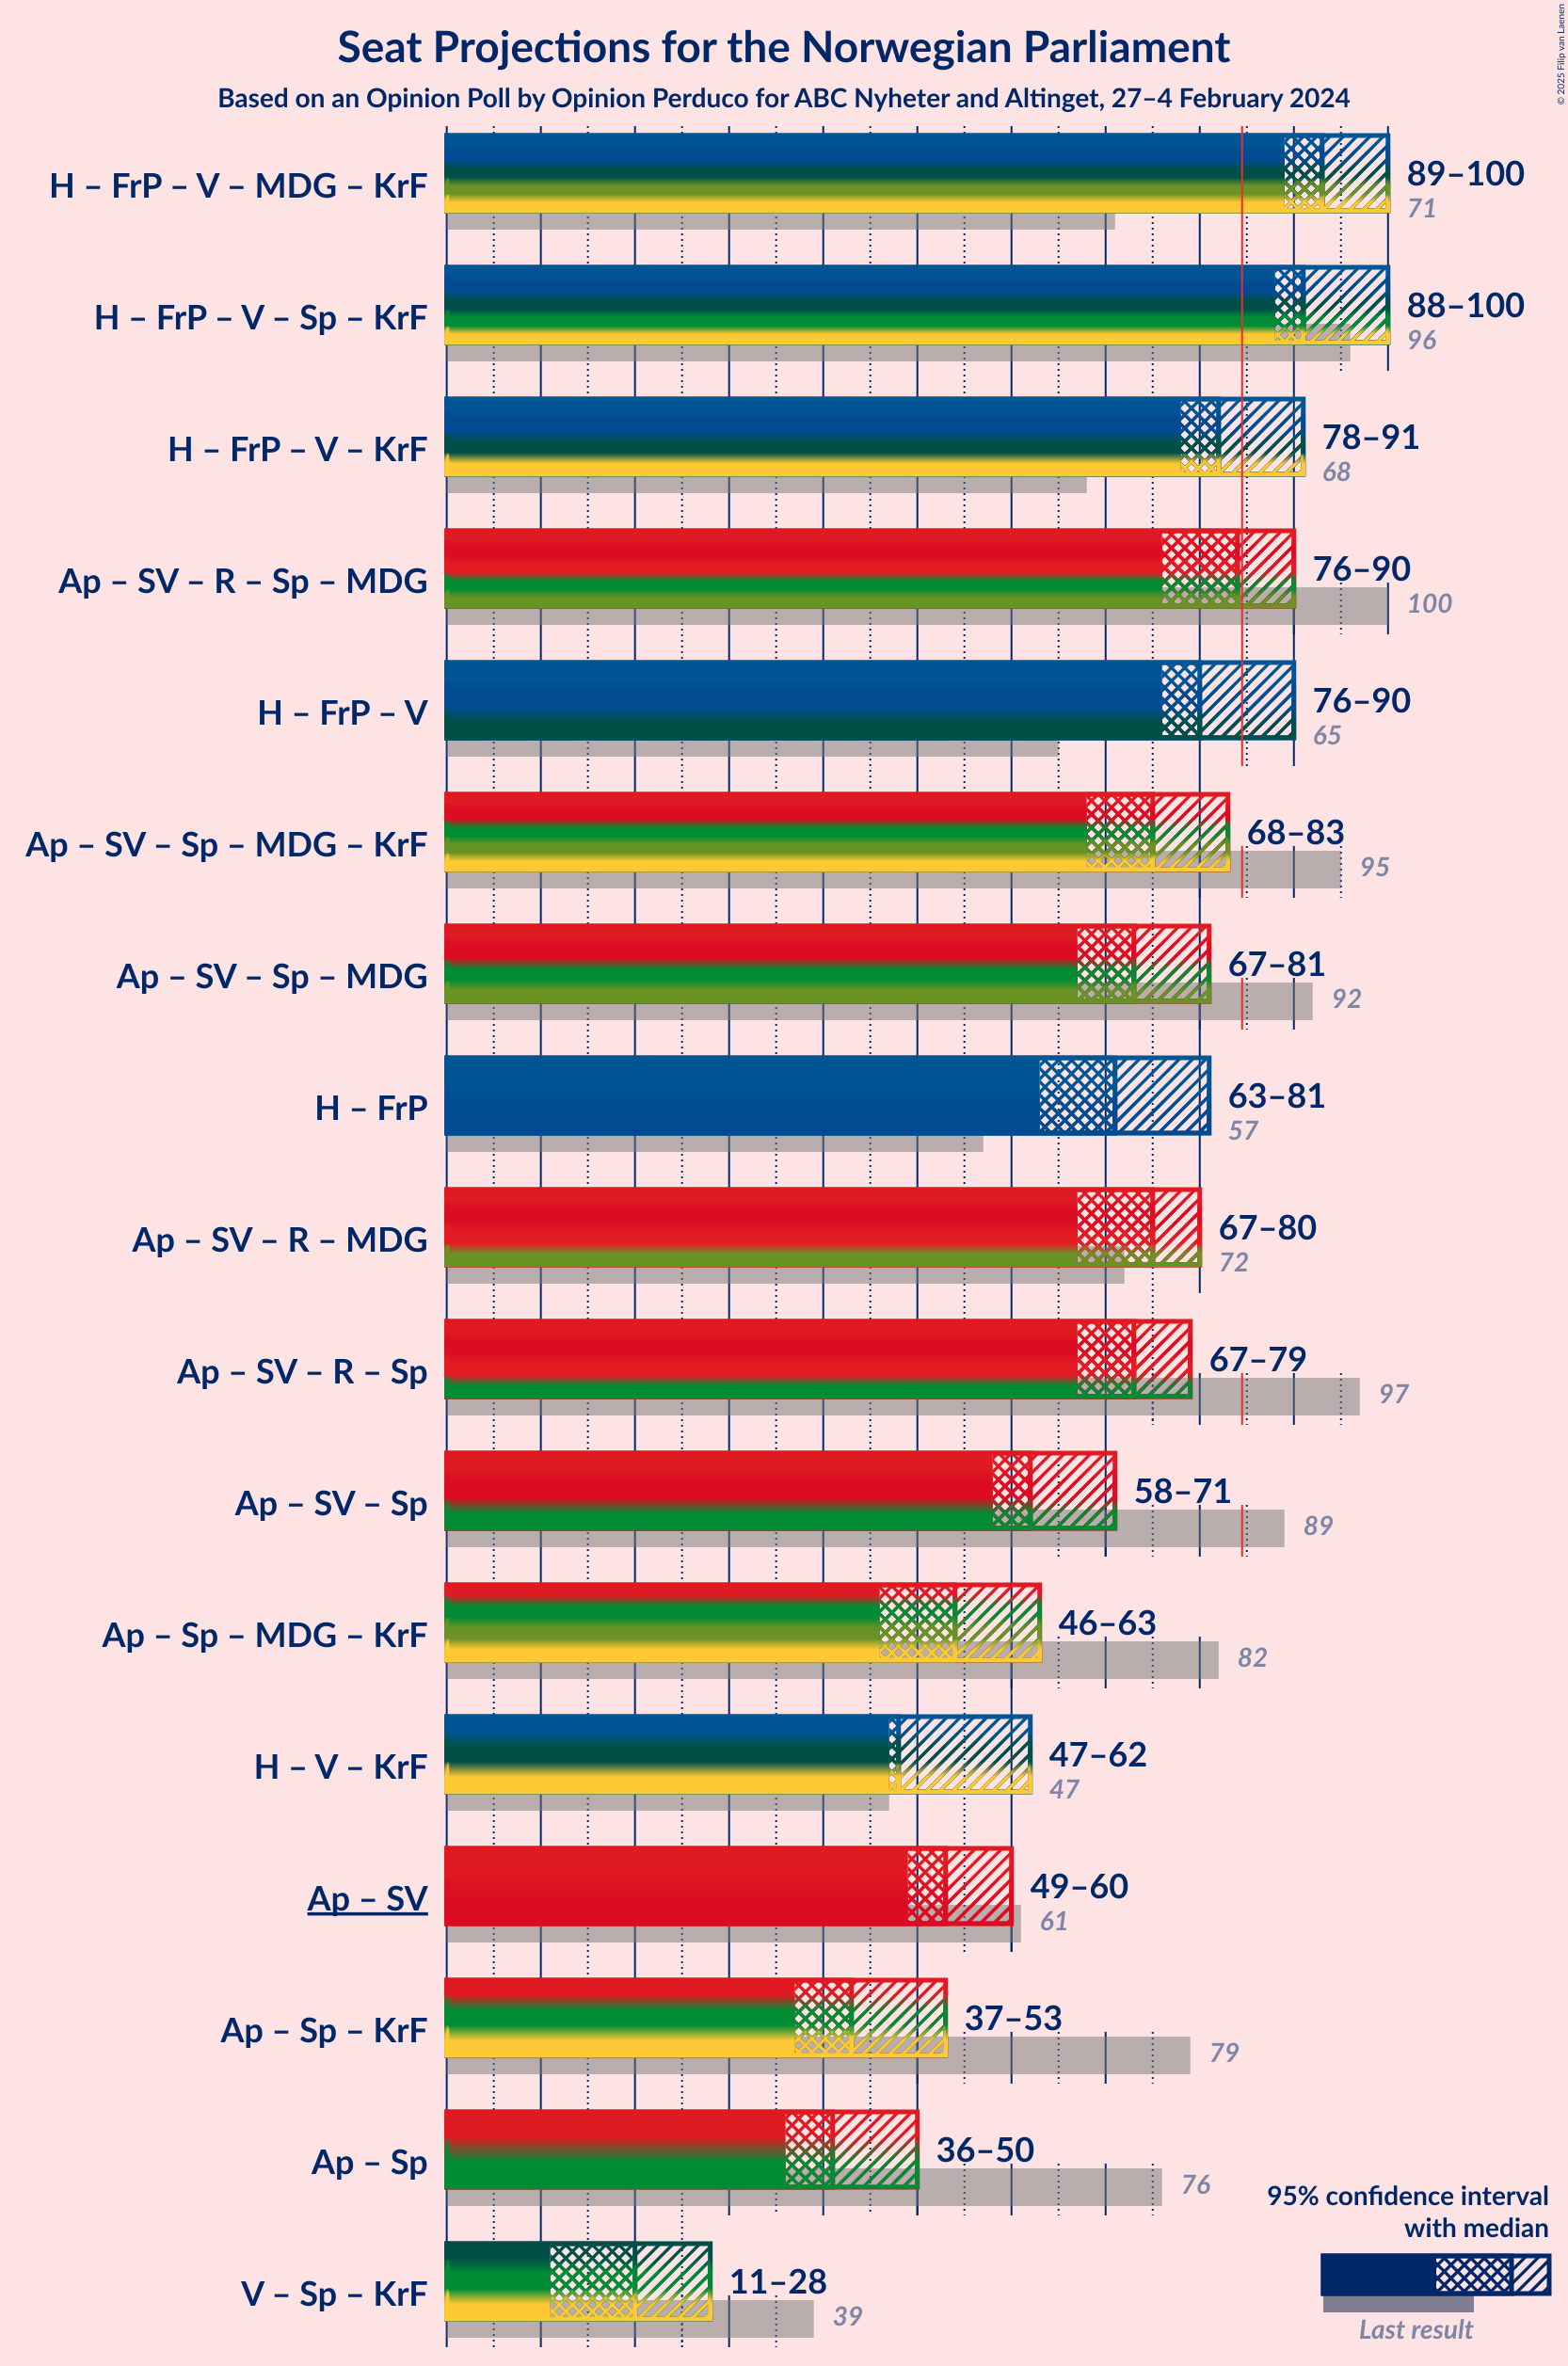 Seat Projections for the Norwegian Parliament
Based on an Opinion Poll by Opinion Perduco for ABC Nyheter and Altinget, 27–4 February 2024
© 2025 Filip van Laenen
H – FrP – V – MDG – KrF
89–100
71
H – FrP – V – Sp – KrF
88–100
96
H – FrP – V – KrF
78–91
68
Ap – SV – R – Sp – MDG
76–90
100
H – FrP – V
76–90
65
Ap – SV – Sp – MDG – KrF
68–83
95
Ap – SV – Sp – MDG
67–81
92
H – FrP
63–81
57
Ap – SV – R – MDG
67–80
72
Ap – SV – R – Sp
67–79
97
Ap – SV – Sp
58–71
89
Ap – Sp – MDG – KrF
46–63
82
H – V – KrF
47–62
47
Ap – SV
49–60
61
Ap – Sp – KrF
37–53
79
Ap – Sp
36–50
76
V – Sp – KrF
11–28
39
95% confidence interval
with median
Last result